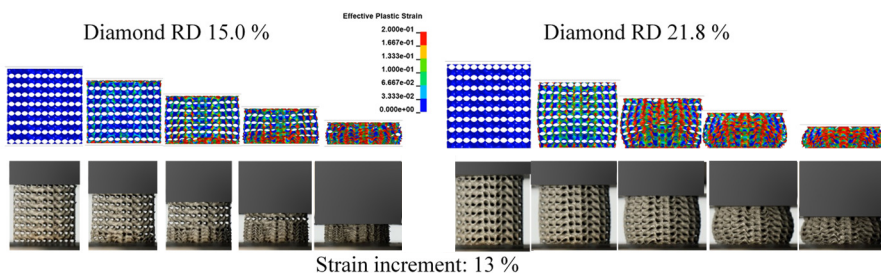 Effective Plastic Strain
Diamond RD 15.0 %
2.000e-01
1.667e-01
1.333e-01
1.000e-01
6.667e-02
3.333e-02
0.000e+00
Diamond RD 21.8 %
Strain increment: 13 %